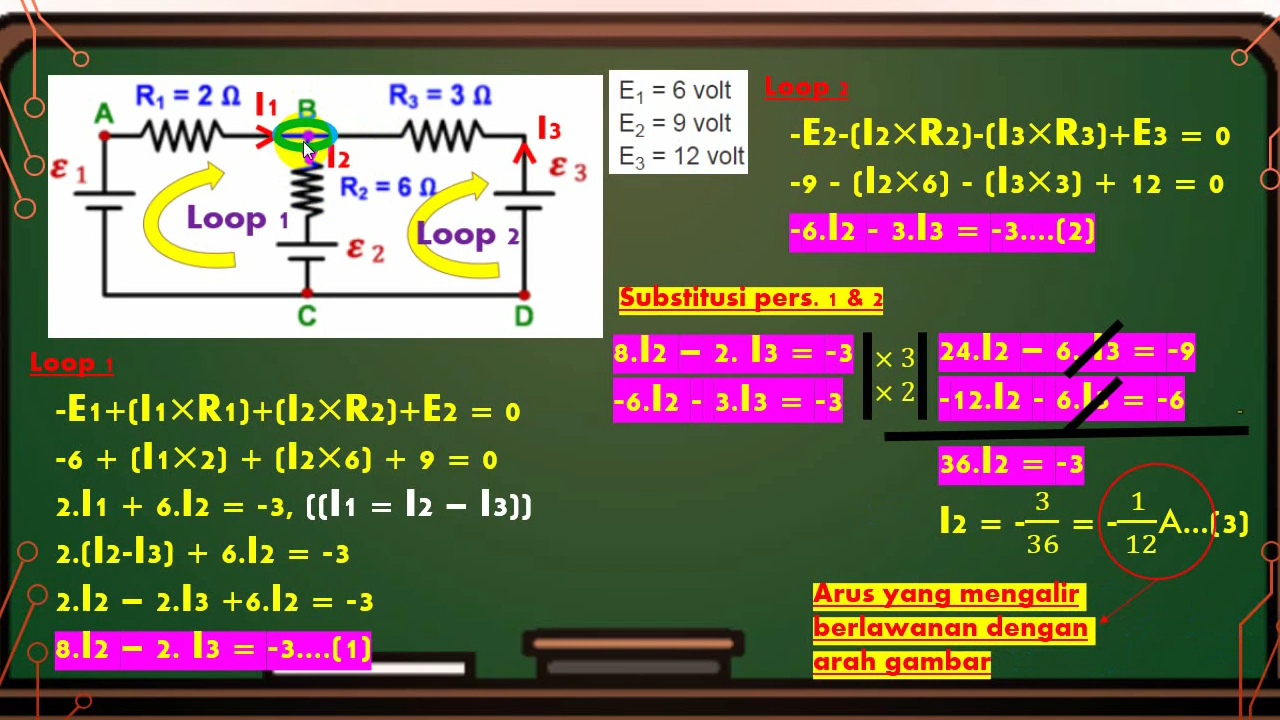 R1 = 2 Ω
I1
B
R3 = 3 Ω
A
I3
ε1
I2
ε3
R2 = 6 Ω
Loop 1
Loop 2
ε2
C
D
E1 = 6 volt
E2 = 9 volt
E3 = 12 volt
Loop 2
-E2-(I2×R2)-(I3×R3)+E3 = 0
-9 - (I2×6) - (I3×3) + 12 = 0
-6.I2 - 3.I3 = -3....(2)
Loop 1
-E1+(I1×R1)+(I2×R2)+E2 = 0
-6 + (I1×2) + (I2×6) + 9 = 0
2.I1 + 6.I2 = -3, ((I1 = I2 – I3))
2.(I2-I3) + 6.I2 = -3
2.I2 – 2.I3 +6.I2 = -3
8.I2 – 2. I3 = -3....(1)
Substitusi pers. 1 & 2
8.I2 – 2. I3 = -3 | × 3 | 24.I2 – 6. I3 = -9
-6.I2 - 3.I3 = -3 | × 2 | -12.I2 - 6.I3 = -6
-
36.I2 = -3
I2 = -3/36 = -1/12 A...(3)
Arus yang mengalir
berlawanan dengan
arah gambar